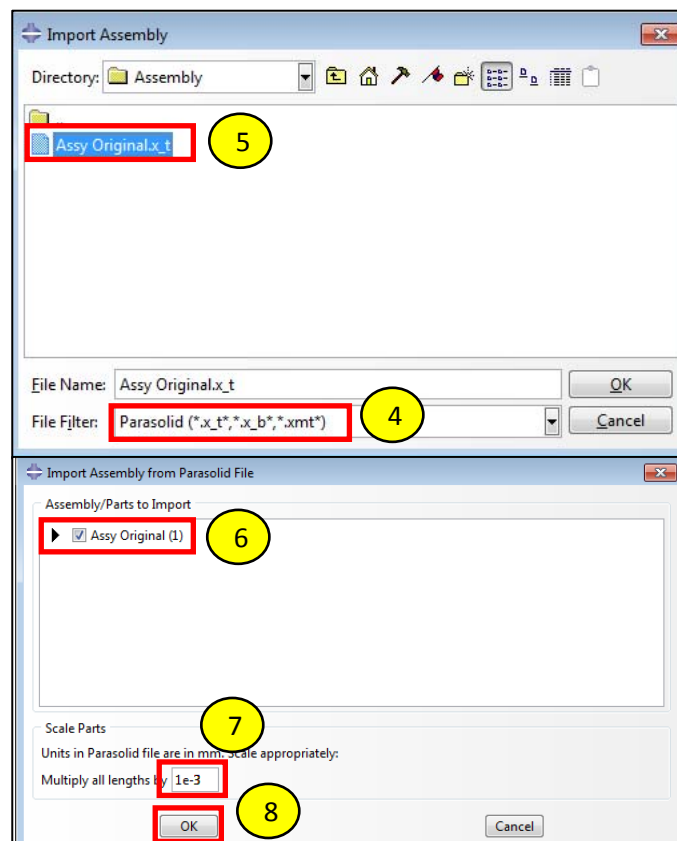 Import Assembly
Directory: Assembly
..
Assy Original.x_t
5
File Name: Assy Original.x_t
OK
File Filter: Parasolid (*.x_t*,*.x_b*,*.xmt*)
4
Cancel
Import Assembly from Parasolid File
Assembly/Parts to Import
Assy Original (1)
6
Scale Parts
7
Units in Parasolid file are in mm. Scale appropriately:
Multiply all lengths by 1e-3
OK
8
Cancel